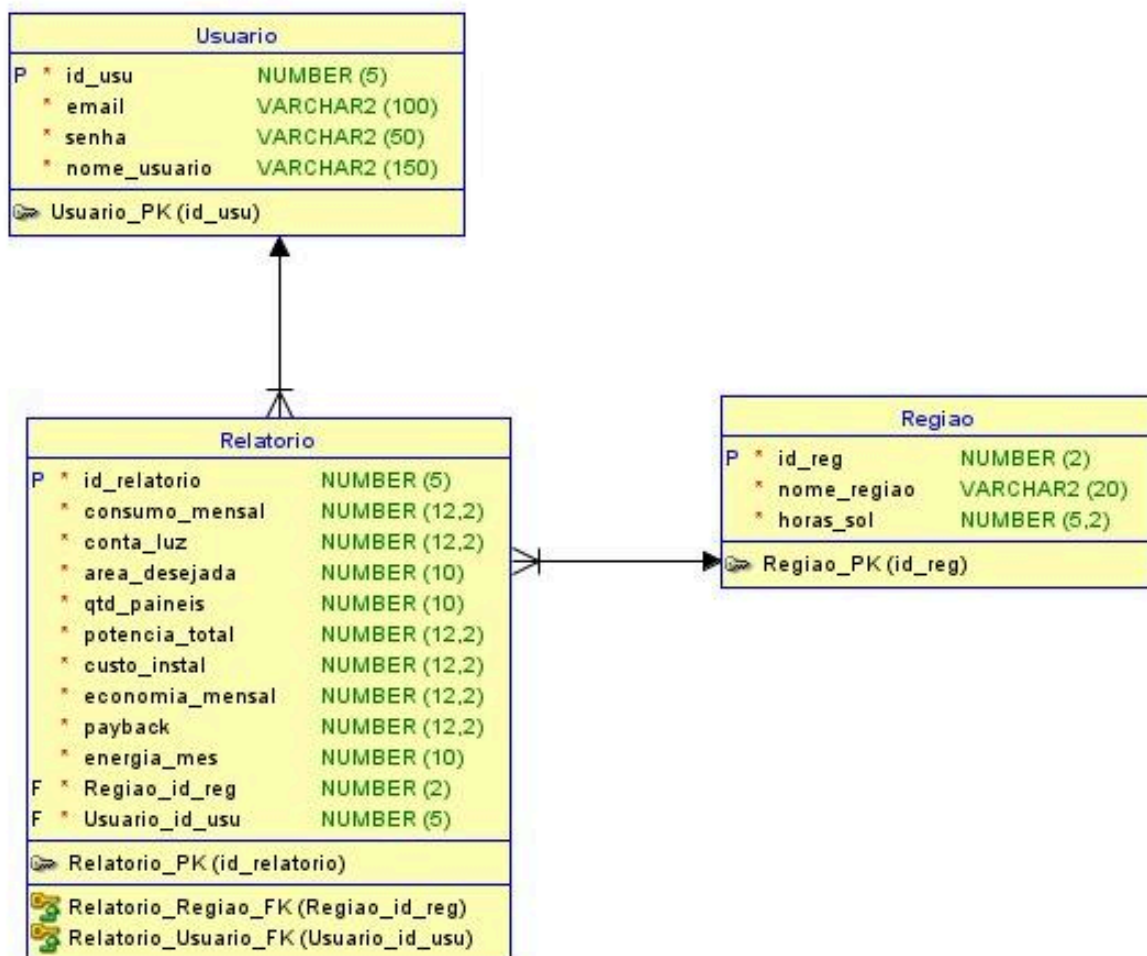 Usuario
P * id_usu NUMBER (5)
* email VARCHAR2 (100)
* senha VARCHAR2 (50)
* nome_usuario VARCHAR2 (150)
Usuario_PK (id_usu)
Relatorio
P * id_relatorio NUMBER (5)
* consumo_mensal NUMBER (12,2)
* conta_luz NUMBER (12,2)
* area_desejada NUMBER (10)
* qtd_paineis NUMBER (10)
* potencia_total NUMBER (12,2)
* custo_instal NUMBER (12,2)
* economia_mensal NUMBER (12,2)
* payback NUMBER (12,2)
* energia_mes NUMBER (10)
F * Regiao_id_reg NUMBER (2)
F * Usuario_id_usu NUMBER (5)
Relatorio_PK (id_relatorio)
Relatorio_Regiao_FK (Regiao_id_reg)
Relatorio_Usuario_FK (Usuario_id_usu)
Regiao
P * id_reg NUMBER (2)
* nome_regiao VARCHAR2 (20)
* horas_sol NUMBER (5,2)
Regiao_PK (id_reg)